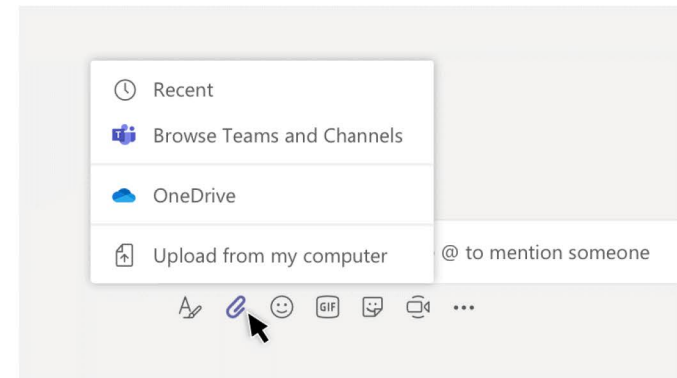 Recent
Browse Teams and Channels
OneDrive
Upload from my computer
@ to mention someone
GIF